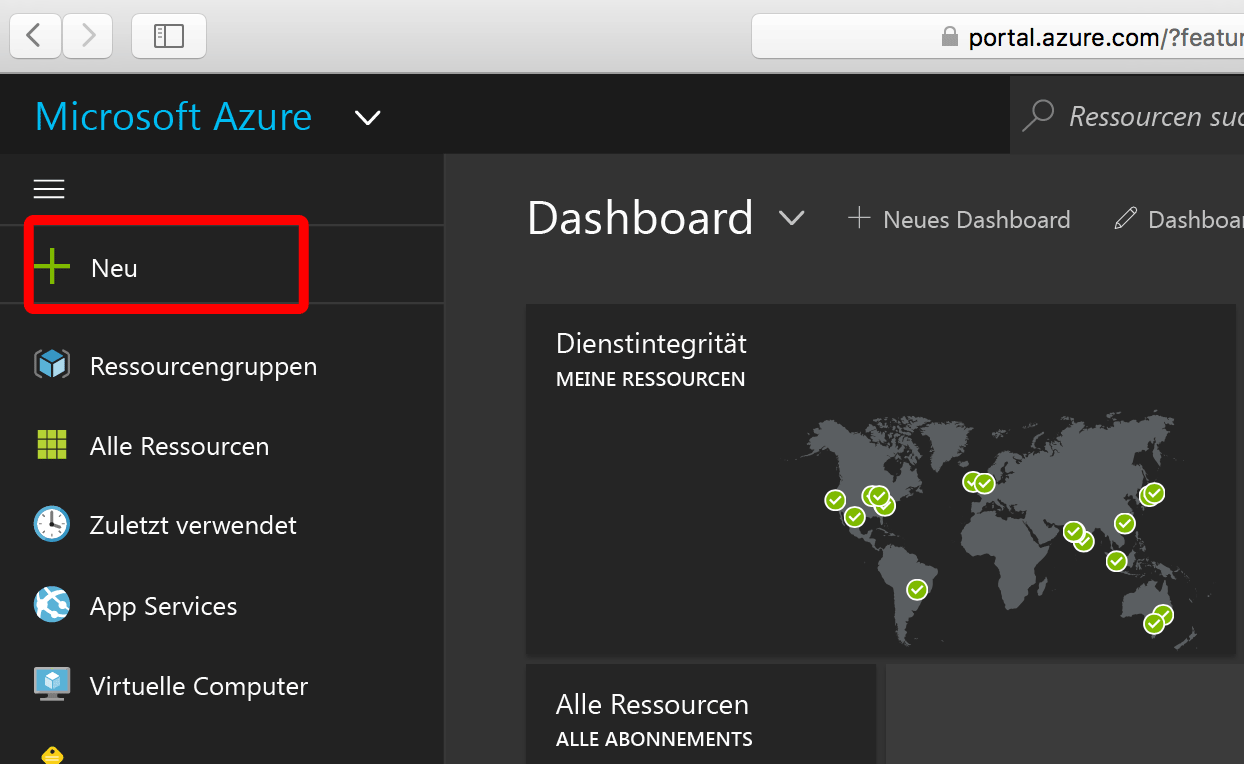 portal.azure.com/?featur
Microsoft Azure
Ressourcen suc
Dashboard
Neues Dashboard
Dashboar
Neu
Ressourcengruppen
Alle Ressourcen
Zuletzt verwendet
App Services
Virtuelle Computer
Dienstintegrität
MEINE RESSOURCEN
Alle Ressourcen
ALLE ABONNEMENTS